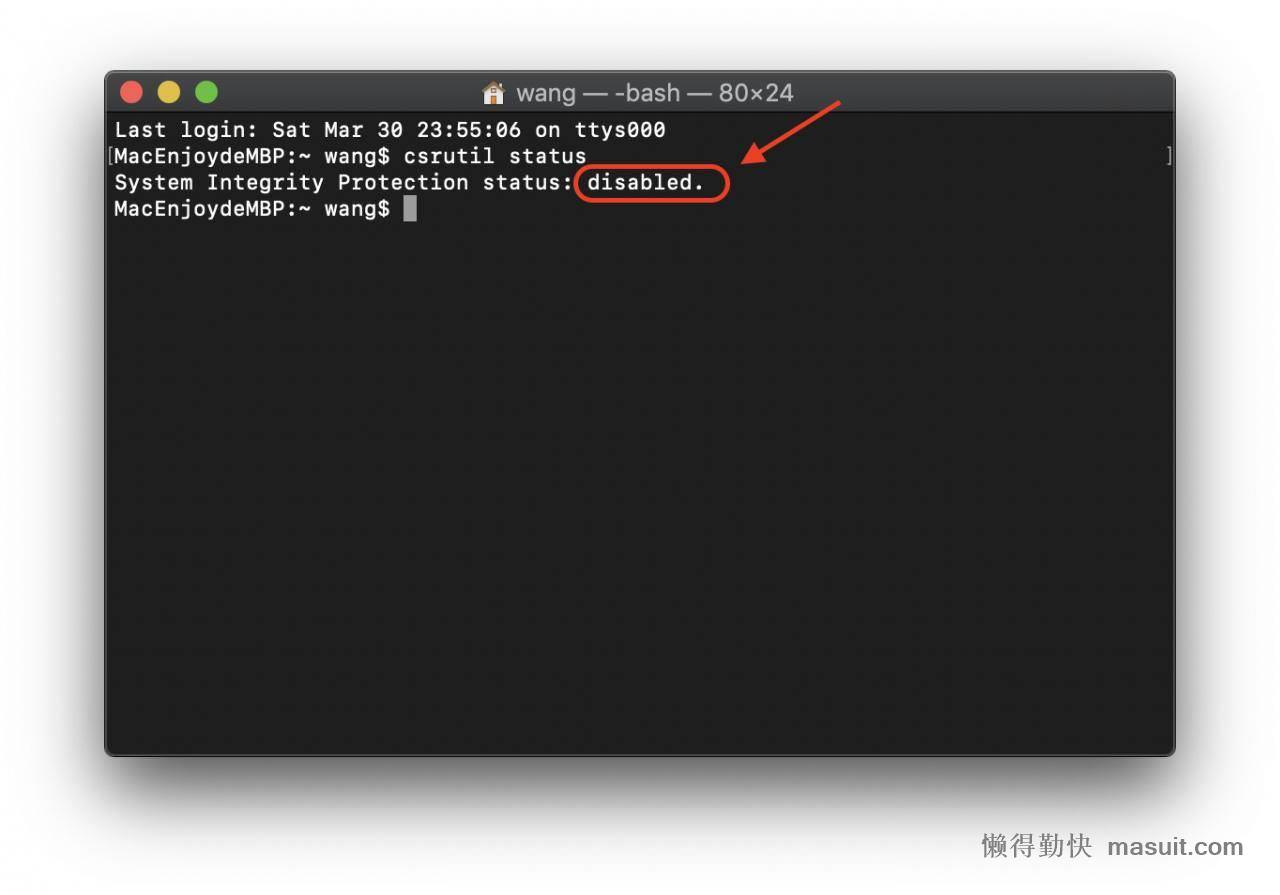 wang — -bash — 80×24
Last login: Sat Mar 30 23:55:06 on ttys000
[MacEnjoydeMBP:~ wang$ csrutil status ]
System Integrity Protection status: disabled.
MacEnjoydeMBP:~ wang$
懒得勤快 masuit.com